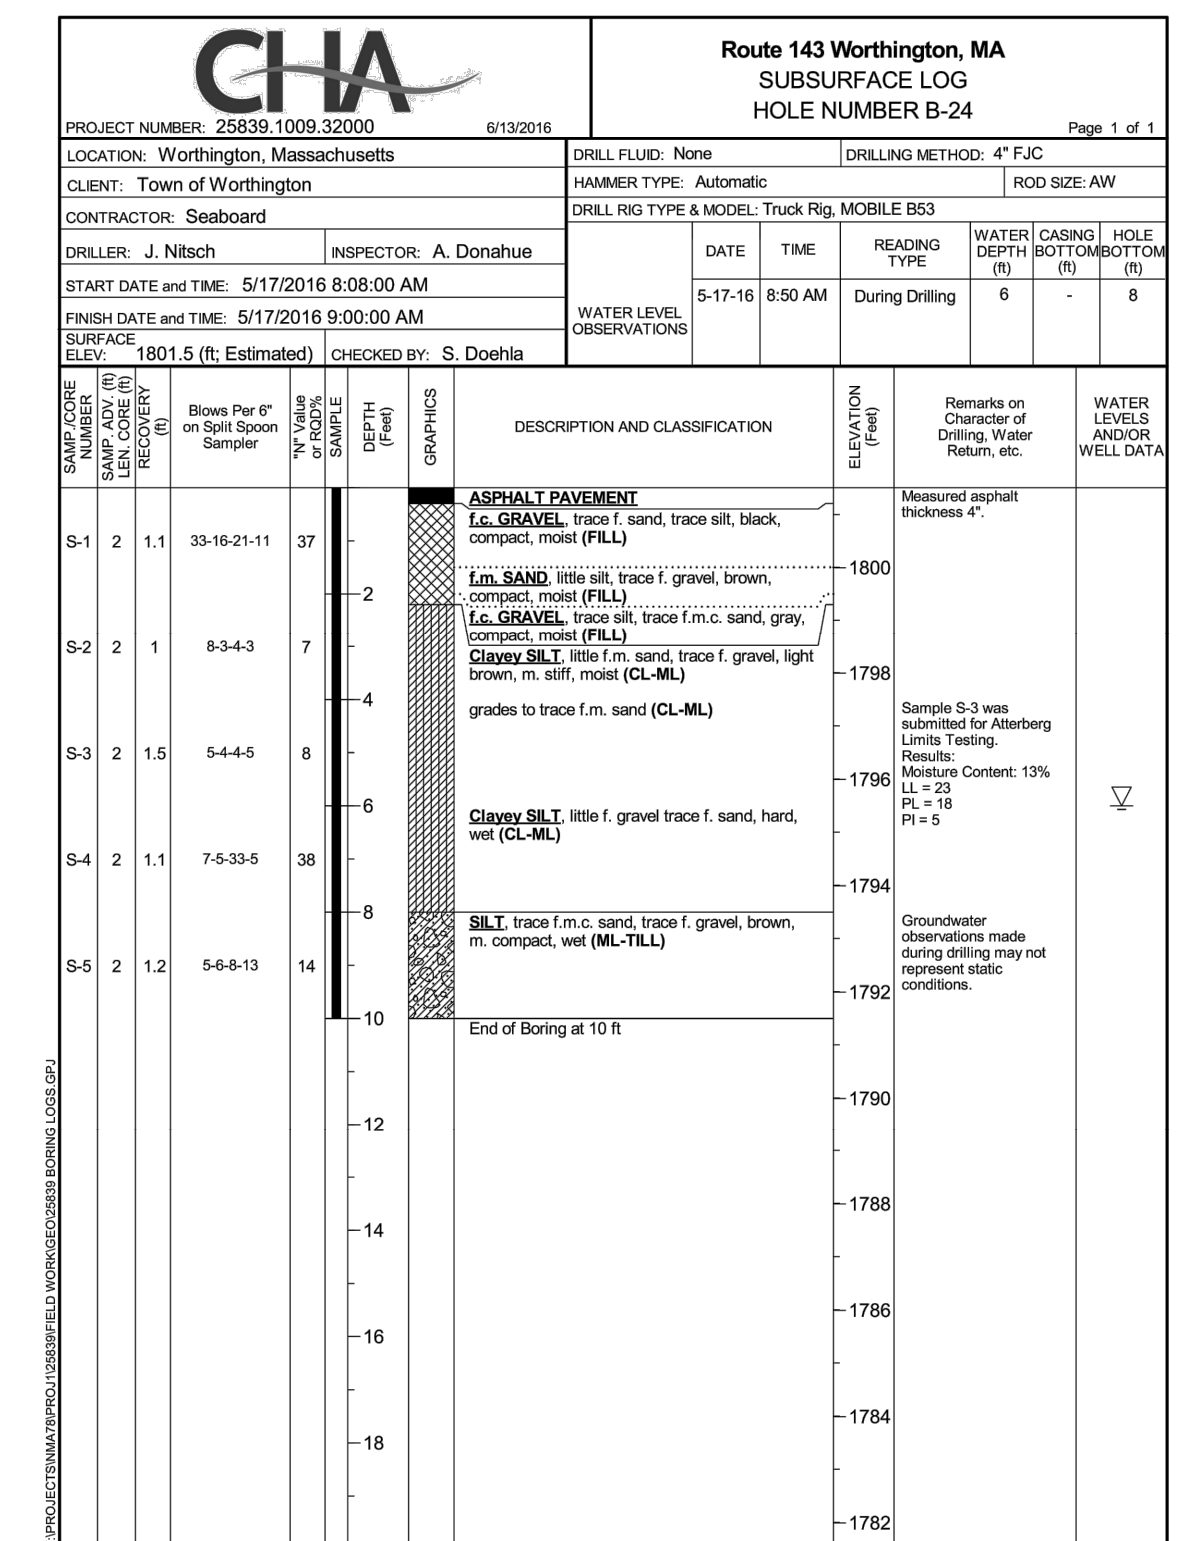 CHA
PROJECT NUMBER: 25839.1009.32000 6/13/2016
Route 143 Worthington, MA
SUBSURFACE LOG
HOLE NUMBER B-24
Page 1 of 1
LOCATION: Worthington, Massachusetts
CLIENT: Town of Worthington
CONTRACTOR: Seaboard
DRILLER: J. Nitsch INSPECTOR: A. Donahue
START DATE and TIME: 5/17/2016 8:08:00 AM
FINISH DATE and TIME: 5/17/2016 9:00:00 AM
SURFACE
ELEV: 1801.5 (ft; Estimated) CHECKED BY: S. Doehla
DRILL FLUID: None DRILLING METHOD: 4" FJC
HAMMER TYPE: Automatic ROD SIZE: AW
DRILL RIG TYPE & MODEL: Truck Rig, MOBILE B53
WATER LEVEL
OBSERVATIONS
DATE TIME
READING
TYPE
WATER
DEPTH
(ft)
CASING
BOTTOM
(ft)
HOLE
BOTTOM
(ft)
5-17-16 8:50 AM During Drilling 6 - 8
SAMP./CORE
NUMBER
SAMP. ADV. (ft)
LEN. CORE (ft)
RECOVERY
(ft)
Blows Per 6"
on Split Spoon
Sampler
"N" Value
or RQD%
SAMPLE
DEPTH
(Feet)
GRAPHICS
DESCRIPTION AND CLASSIFICATION
ELEVATION
(Feet)
Remarks on
Character of
Drilling, Water
Return, etc.
WATER
LEVELS
AND/OR
WELL DATA
S-1 2 1.1 33-16-21-11 37
S-2 2 1 8-3-4-3 7
S-3 2 1.5 5-4-4-5 8
S-4 2 1.1 7-5-33-5 38
S-5 2 1.2 5-6-8-13 14
2
4
6
8
10
12
14
16
18
ASPHALT PAVEMENT
f.c. GRAVEL, trace f. sand, trace silt, black,
compact, moist (FILL)
f.m. SAND, little silt, trace f. gravel, brown,
compact, moist (FILL)
f.c. GRAVEL, trace silt, trace f.m.c. sand, gray,
compact, moist (FILL)
Clayey SILT, little f.m. sand, trace f. gravel, light
brown, m. stiff, moist (CL-ML)
grades to trace f.m. sand (CL-ML)
Clayey SILT, little f. gravel trace f. sand, hard,
wet (CL-ML)
SILT, trace f.m.c. sand, trace f. gravel, brown,
m. compact, wet (ML-TILL)
End of Boring at 10 ft
1800
1798
1796
1794
1792
1790
1788
1786
1784
1782
Measured asphalt
thickness 4".
Sample S-3 was
submitted for Atterberg
Limits Testing.
Results:
Moisture Content: 13%
LL = 23
PL = 18
PI = 5
Groundwater
observations made
during drilling may not
represent static
conditions.
:\PROJECTS\NMA78\PROJ1\25839\FIELD WORK\GEO\25839 BORING LOGS.GPJ